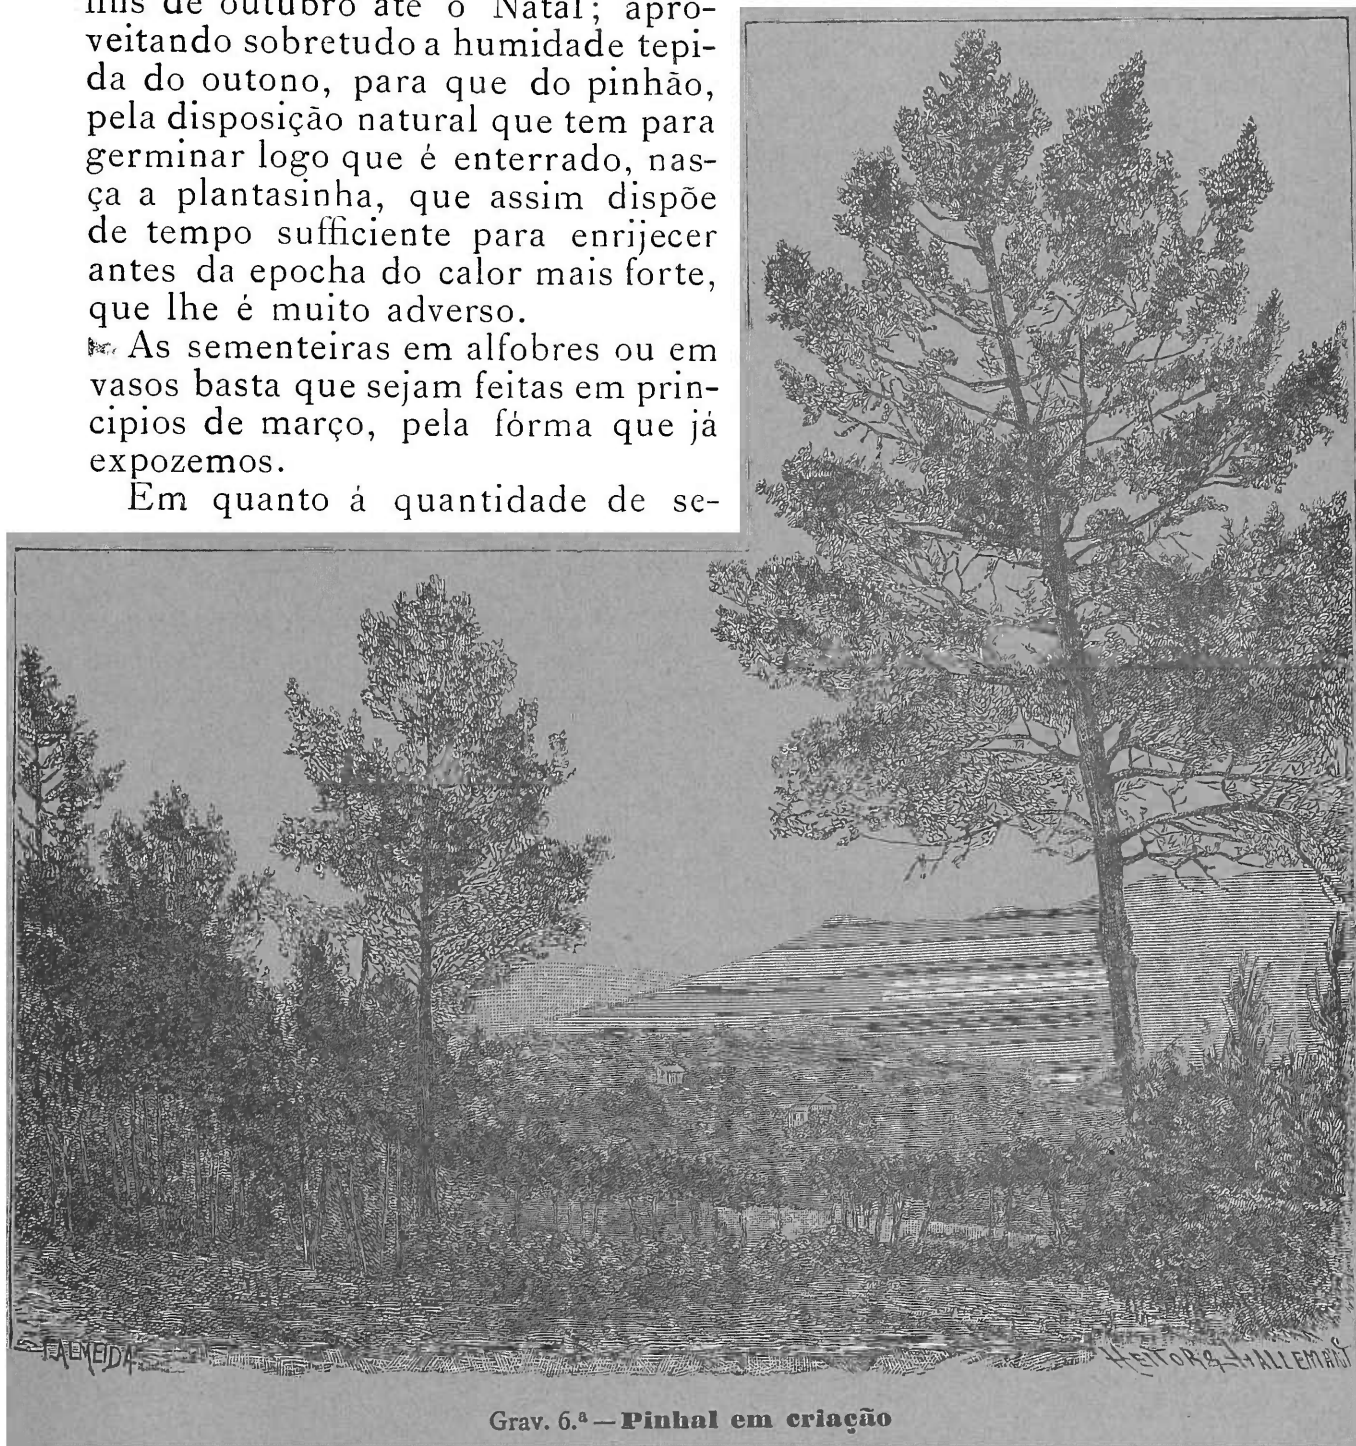 fins de outubro até o Natal; apro-
veitando sobretudo a humidade tepi-
da do outono, para que do pinhão,
pela disposição natural que tem para
germinar logo que é enterrado, nas-
ça a plantasinha, que assim dispõe
de tempo sufficiente para enrijecer
antes da epocha do calor mais forte,
que lhe é muito adverso.
As sementeiras em alfobres ou em
vasos basta que sejam feitas em prin-
cipios de março, pela fórma que já
expozemos.
Em quanto á quantidade de se-
F. ALMEIDA
HEITOR & LALLEMANT
Grav. 6.ª — Pinhal em criação